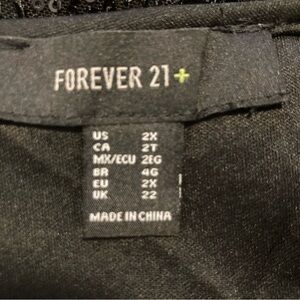 FOREVER 21+
US 2X
CA 2T
MX/ECU 2EG
BR 4G
EU 2X
UK 22
MADE IN CHINA